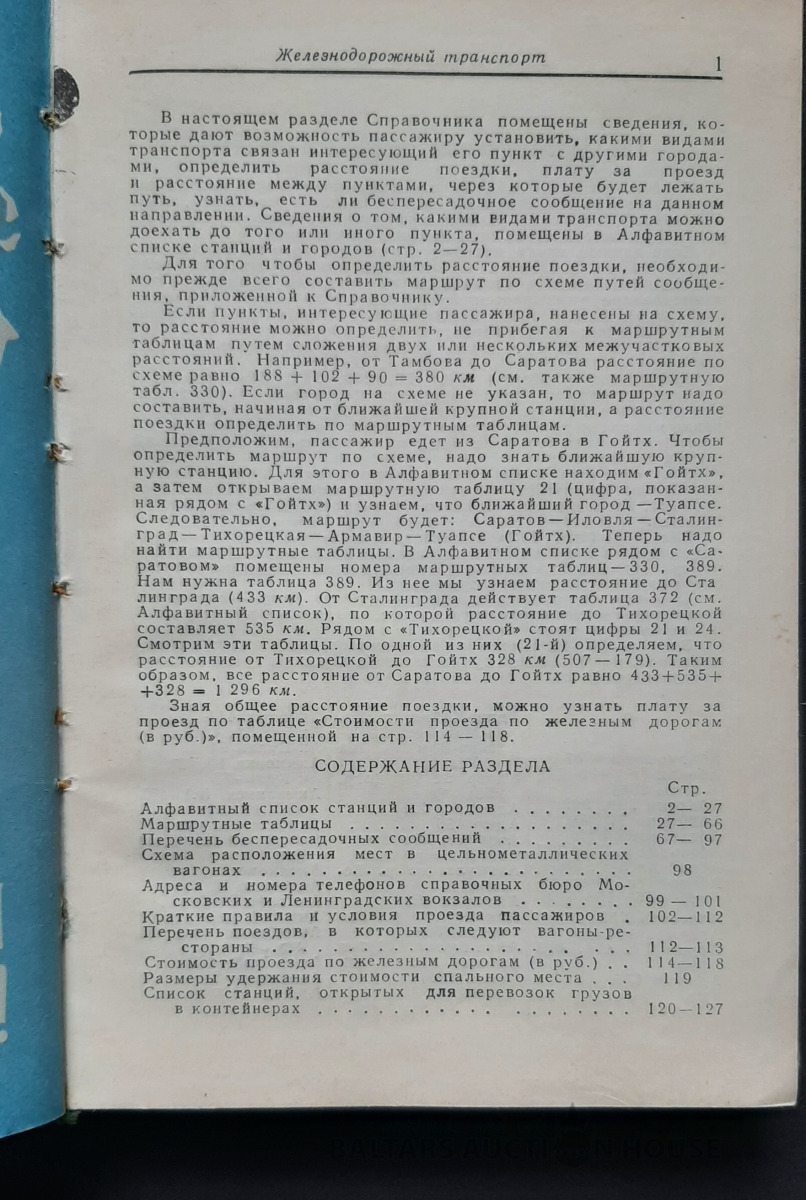 Железнодорожный транспорт 1
В настоящем разделе Справочника помещены сведения, ко-
торые дают возможность пассажиру установить, какими видами
транспорта связан интересующий его пункт с другими города-
ми, определить расстояние поездки, плату за проезд
и расстояние между пунктами, через которые будет лежать
путь, узнать, есть ли беспересадочное сообщение на данном
направлении. Сведения о том, какими видами транспорта можно
доехать до того или иного пункта, помещены в Алфавитном
списке станций и городов (стр. 2—27).
Для того чтобы определить расстояние поездки, необходи-
мо прежде всего составить маршрут по схеме путей сообще-
ния, приложенной к Справочнику.
Если пункты, интересующие пассажира, нанесены на схему,
то расстояние можно определить, не прибегая к маршрутным
таблицам путем сложения двух или нескольких межучастковых
расстояний. Например, от Тамбова до Саратова расстояние по
схеме равно 188 + 102 + 90 = 380 км (см. также маршрутную
табл. 330). Если город на схеме не указан, то маршрут надо
составить, начиная от ближайшей крупной станции, а расстояние
поездки определить по маршрутным таблицам.
Предположим, пассажир едет из Саратова в Гойтх. Чтобы
определить маршрут по схеме, надо знать ближайшую круп-
ную станцию. Для этого в Алфавитном списке находим «Гойтх»,
а затем открываем маршрутную таблицу 21 (цифра, показан-
ная рядом с «Гойтх») и узнаем, что ближайший город —Туапсе.
Следовательно, маршрут будет: Саратов—Иловля—Сталин-
град—Тихорецкая—Армавир—Туапсе (Гойтх). Теперь надо
найти маршрутные таблицы. В Алфавитном списке рядом с «Са-
ратовом» помещены номера маршрутных таблиц—330, 389.
Нам нужна таблица 389. Из нее мы узнаем расстояние до Ста
линграда (433 км). От Сталинграда действует таблица 372 (см.
Алфавитный список), по которой расстояние до Тихорецкой
составляет 535 км. Рядом с «Тихорецкой» стоят цифры 21 и 24.
Смотрим эти таблицы. По одной из них (21-й) определяем, что
расстояние от Тихорецкой до Гойтх 328 км (507 — 179). Таким
образом, все расстояние от Саратова до Гойтх равно 433+535+
+328 = 1 296 км.
Зная общее расстояние поездки, можно узнать плату за
проезд по таблице «Стоимости проезда по железным дорогам
(в руб.)», помещенной на стр. 114 — 118.
СОДЕРЖАНИЕ РАЗДЕЛА
Стр.
Алфавитный список станций и городов . . . . . . . . 2— 27
Маршрутные таблицы . . . . . . . . . . . . . . . . . . 27— 66
Перечень беспересадочных сообщений . . . . . . . . . 67— 97
Схема расположения мест в цельнометаллических
вагонах . . . . . . . . . . . . . . . . . . . . . . . . 98
Адреса и номера телефонов справочных бюро Мо-
сковских и Ленинградских вокзалов . . . . . . . . 99 — 101
Краткие правила и условия проезда пассажиров . 102—112
Перечень поездов, в которых следуют вагоны-ре-
стораны . . . . . . . . . . . . . . . . . . . . . . 112—113
Стоимость проезда по железным дорогам (в руб.) . . 114—118
Размеры удержания стоимости спального места . . . 119
Список станций, открытых для перевозок грузов
в контейнерах . . . . . . . . . . . . . . . . . . . . 120—127